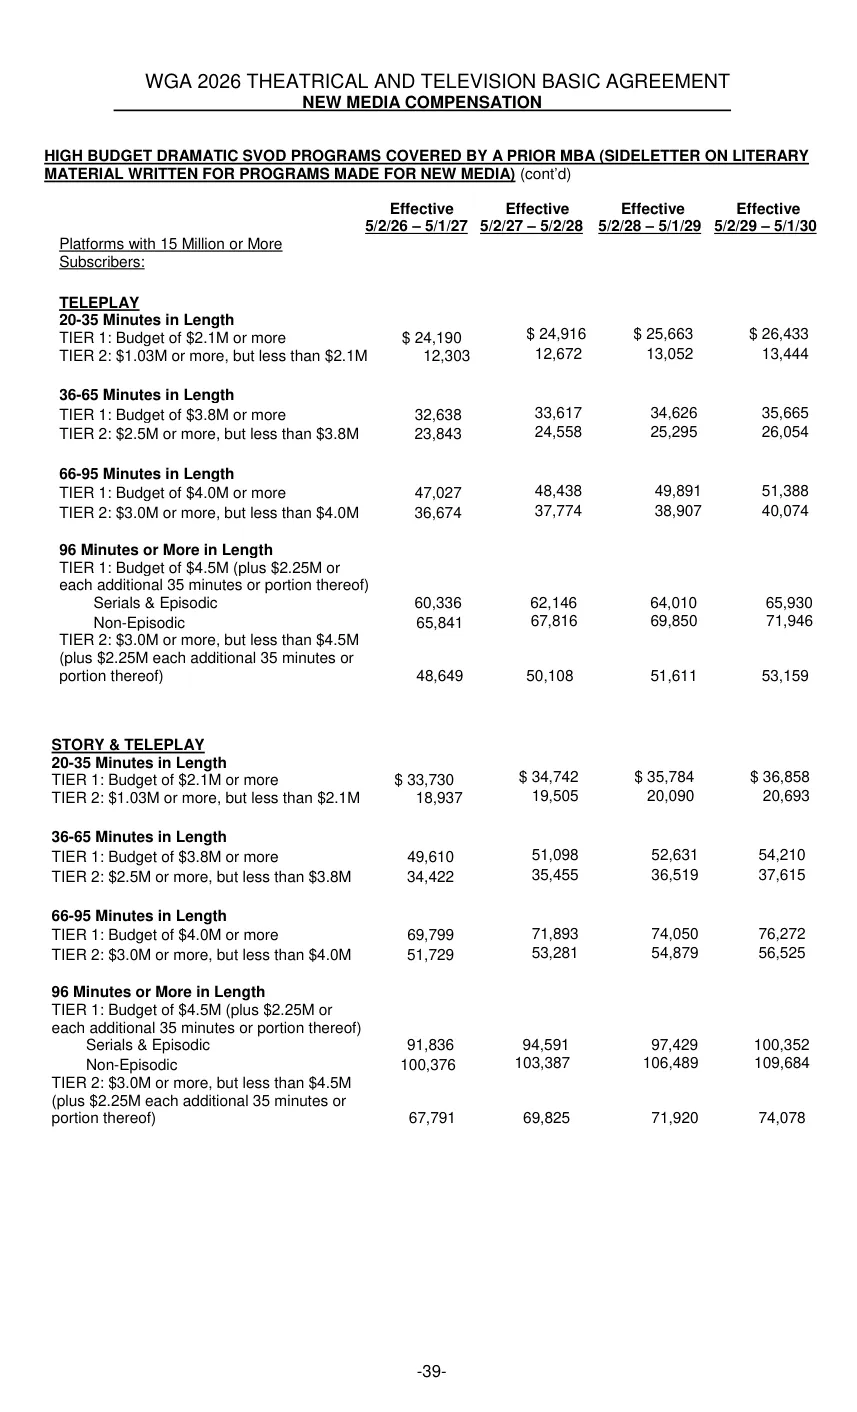 WGA 2026 THEATRICAL AND TELEVISION BASIC AGREEMENT
NEW MEDIA COMPENSATION
HIGH BUDGET DRAMATIC SVOD PROGRAMS COVERED BY A PRIOR MBA (SIDELETTER ON LITERARY
MATERIAL WRITTEN FOR PROGRAMS MADE FOR NEW MEDIA) (cont’d)
Effective Effective Effective Effective
5/2/26 – 5/1/27 5/2/27 – 5/2/28 5/2/28 – 5/1/29 5/2/29 – 5/1/30
Platforms with 15 Million or More
Subscribers:
TELEPLAY
20-35 Minutes in Length
TIER 1: Budget of $2.1M or more $ 24,190 $ 24,916 $ 25,663 $ 26,433
TIER 2: $1.03M or more, but less than $2.1M 12,303 12,672 13,052 13,444
36-65 Minutes in Length
TIER 1: Budget of $3.8M or more 32,638 33,617 34,626 35,665
TIER 2: $2.5M or more, but less than $3.8M 23,843 24,558 25,295 26,054
66-95 Minutes in Length
TIER 1: Budget of $4.0M or more 47,027 48,438 49,891 51,388
TIER 2: $3.0M or more, but less than $4.0M 36,674 37,774 38,907 40,074
96 Minutes or More in Length
TIER 1: Budget of $4.5M (plus $2.25M or
each additional 35 minutes or portion thereof)
Serials & Episodic 60,336 62,146 64,010 65,930
Non-Episodic 65,841 67,816 69,850 71,946
TIER 2: $3.0M or more, but less than $4.5M
(plus $2.25M each additional 35 minutes or
portion thereof) 48,649 50,108 51,611 53,159
STORY & TELEPLAY
20-35 Minutes in Length
TIER 1: Budget of $2.1M or more $ 33,730 $ 34,742 $ 35,784 $ 36,858
TIER 2: $1.03M or more, but less than $2.1M 18,937 19,505 20,090 20,693
36-65 Minutes in Length
TIER 1: Budget of $3.8M or more 49,610 51,098 52,631 54,210
TIER 2: $2.5M or more, but less than $3.8M 34,422 35,455 36,519 37,615
66-95 Minutes in Length
TIER 1: Budget of $4.0M or more 69,799 71,893 74,050 76,272
TIER 2: $3.0M or more, but less than $4.0M 51,729 53,281 54,879 56,525
96 Minutes or More in Length
TIER 1: Budget of $4.5M (plus $2.25M or
each additional 35 minutes or portion thereof)
Serials & Episodic 91,836 94,591 97,429 100,352
Non-Episodic 100,376 103,387 106,489 109,684
TIER 2: $3.0M or more, but less than $4.5M
(plus $2.25M each additional 35 minutes or
portion thereof) 67,791 69,825 71,920 74,078
-39-